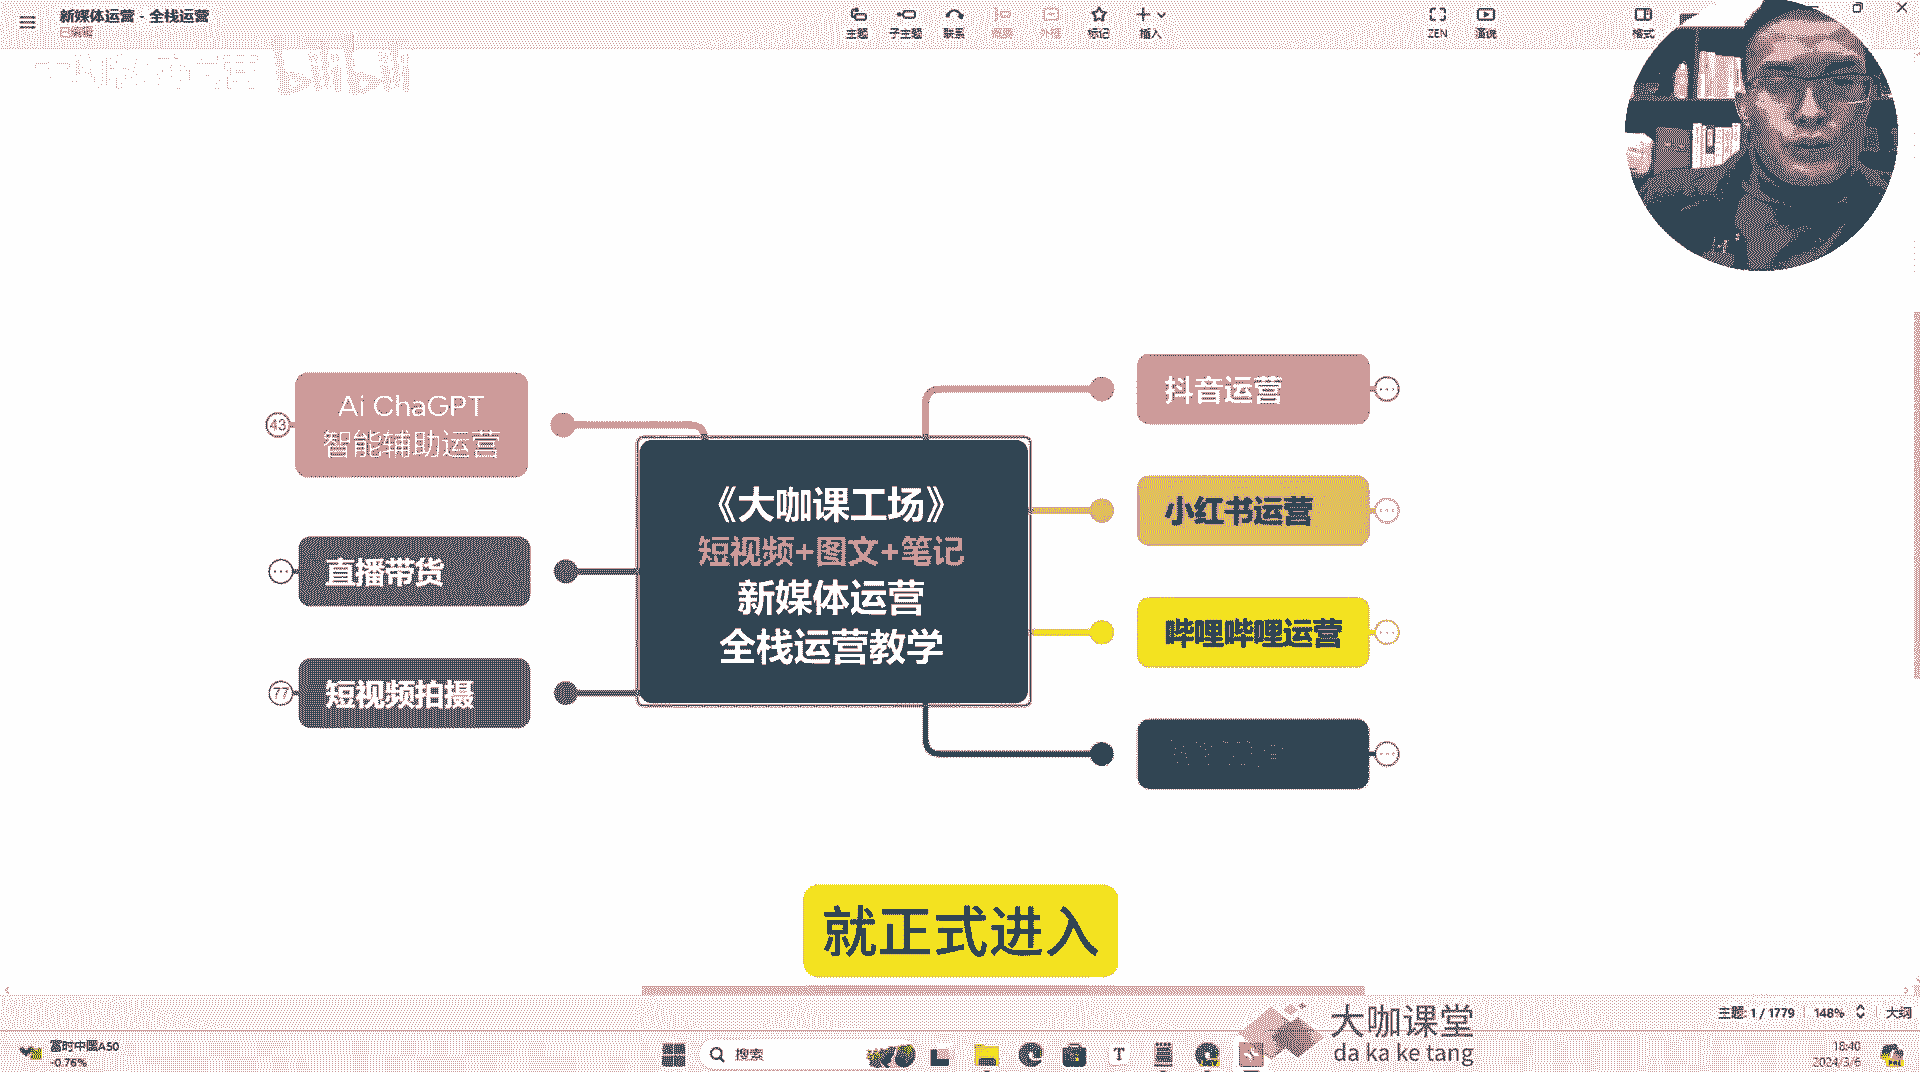 新媒体运营 - 全栈运营
已编辑
主题
子主题
联系
概要
外框
标记
插入
ZEN
演说
格式
Ai ChaGPT
智能辅助运营
43
直播带货
短视频拍摄
77
《大咖课工场》
短视频+图文+笔记
新媒体运营
全栈运营教学
抖音运营
小红书运营
哔哩哔哩运营
就正式进入
大咖课堂
da ka ke tang
主题: 1 / 1779
148%
大纲
富时中国A50
-0.76%
搜索
18:40
2024/3/6